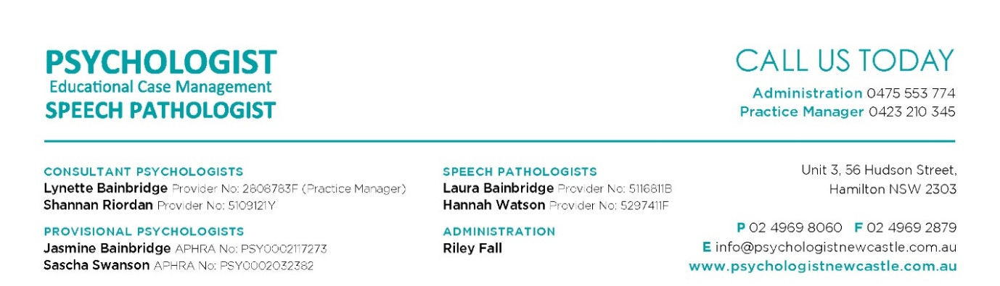 PSYCHOLOGIST
Educational Case Management
SPEECH PATHOLOGIST
CALL US TODAY
Administration 0475 553 774
Practice Manager 0423 210 345
CONSULTANT PSYCHOLOGISTS
Lynette Bainbridge Provider No: 2808783F (Practice Manager)
Shannan Riordan Provider No: 5109121Y
PROVISIONAL PSYCHOLOGISTS
Jasmine Bainbridge APHRA No: PSY0002117273
Sascha Swanson APHRA No: PSY0002032382
SPEECH PATHOLOGISTS
Laura Bainbridge Provider No: 5116811B
Hannah Watson Provider No: 5297411F
ADMINISTRATION
Riley Fall
Unit 3, 56 Hudson Street,
Hamilton NSW 2303
P 02 4969 8060 F 02 4969 2879
E info@psychologistnewcastle.com.au
www.psychologistnewcastle.com.au